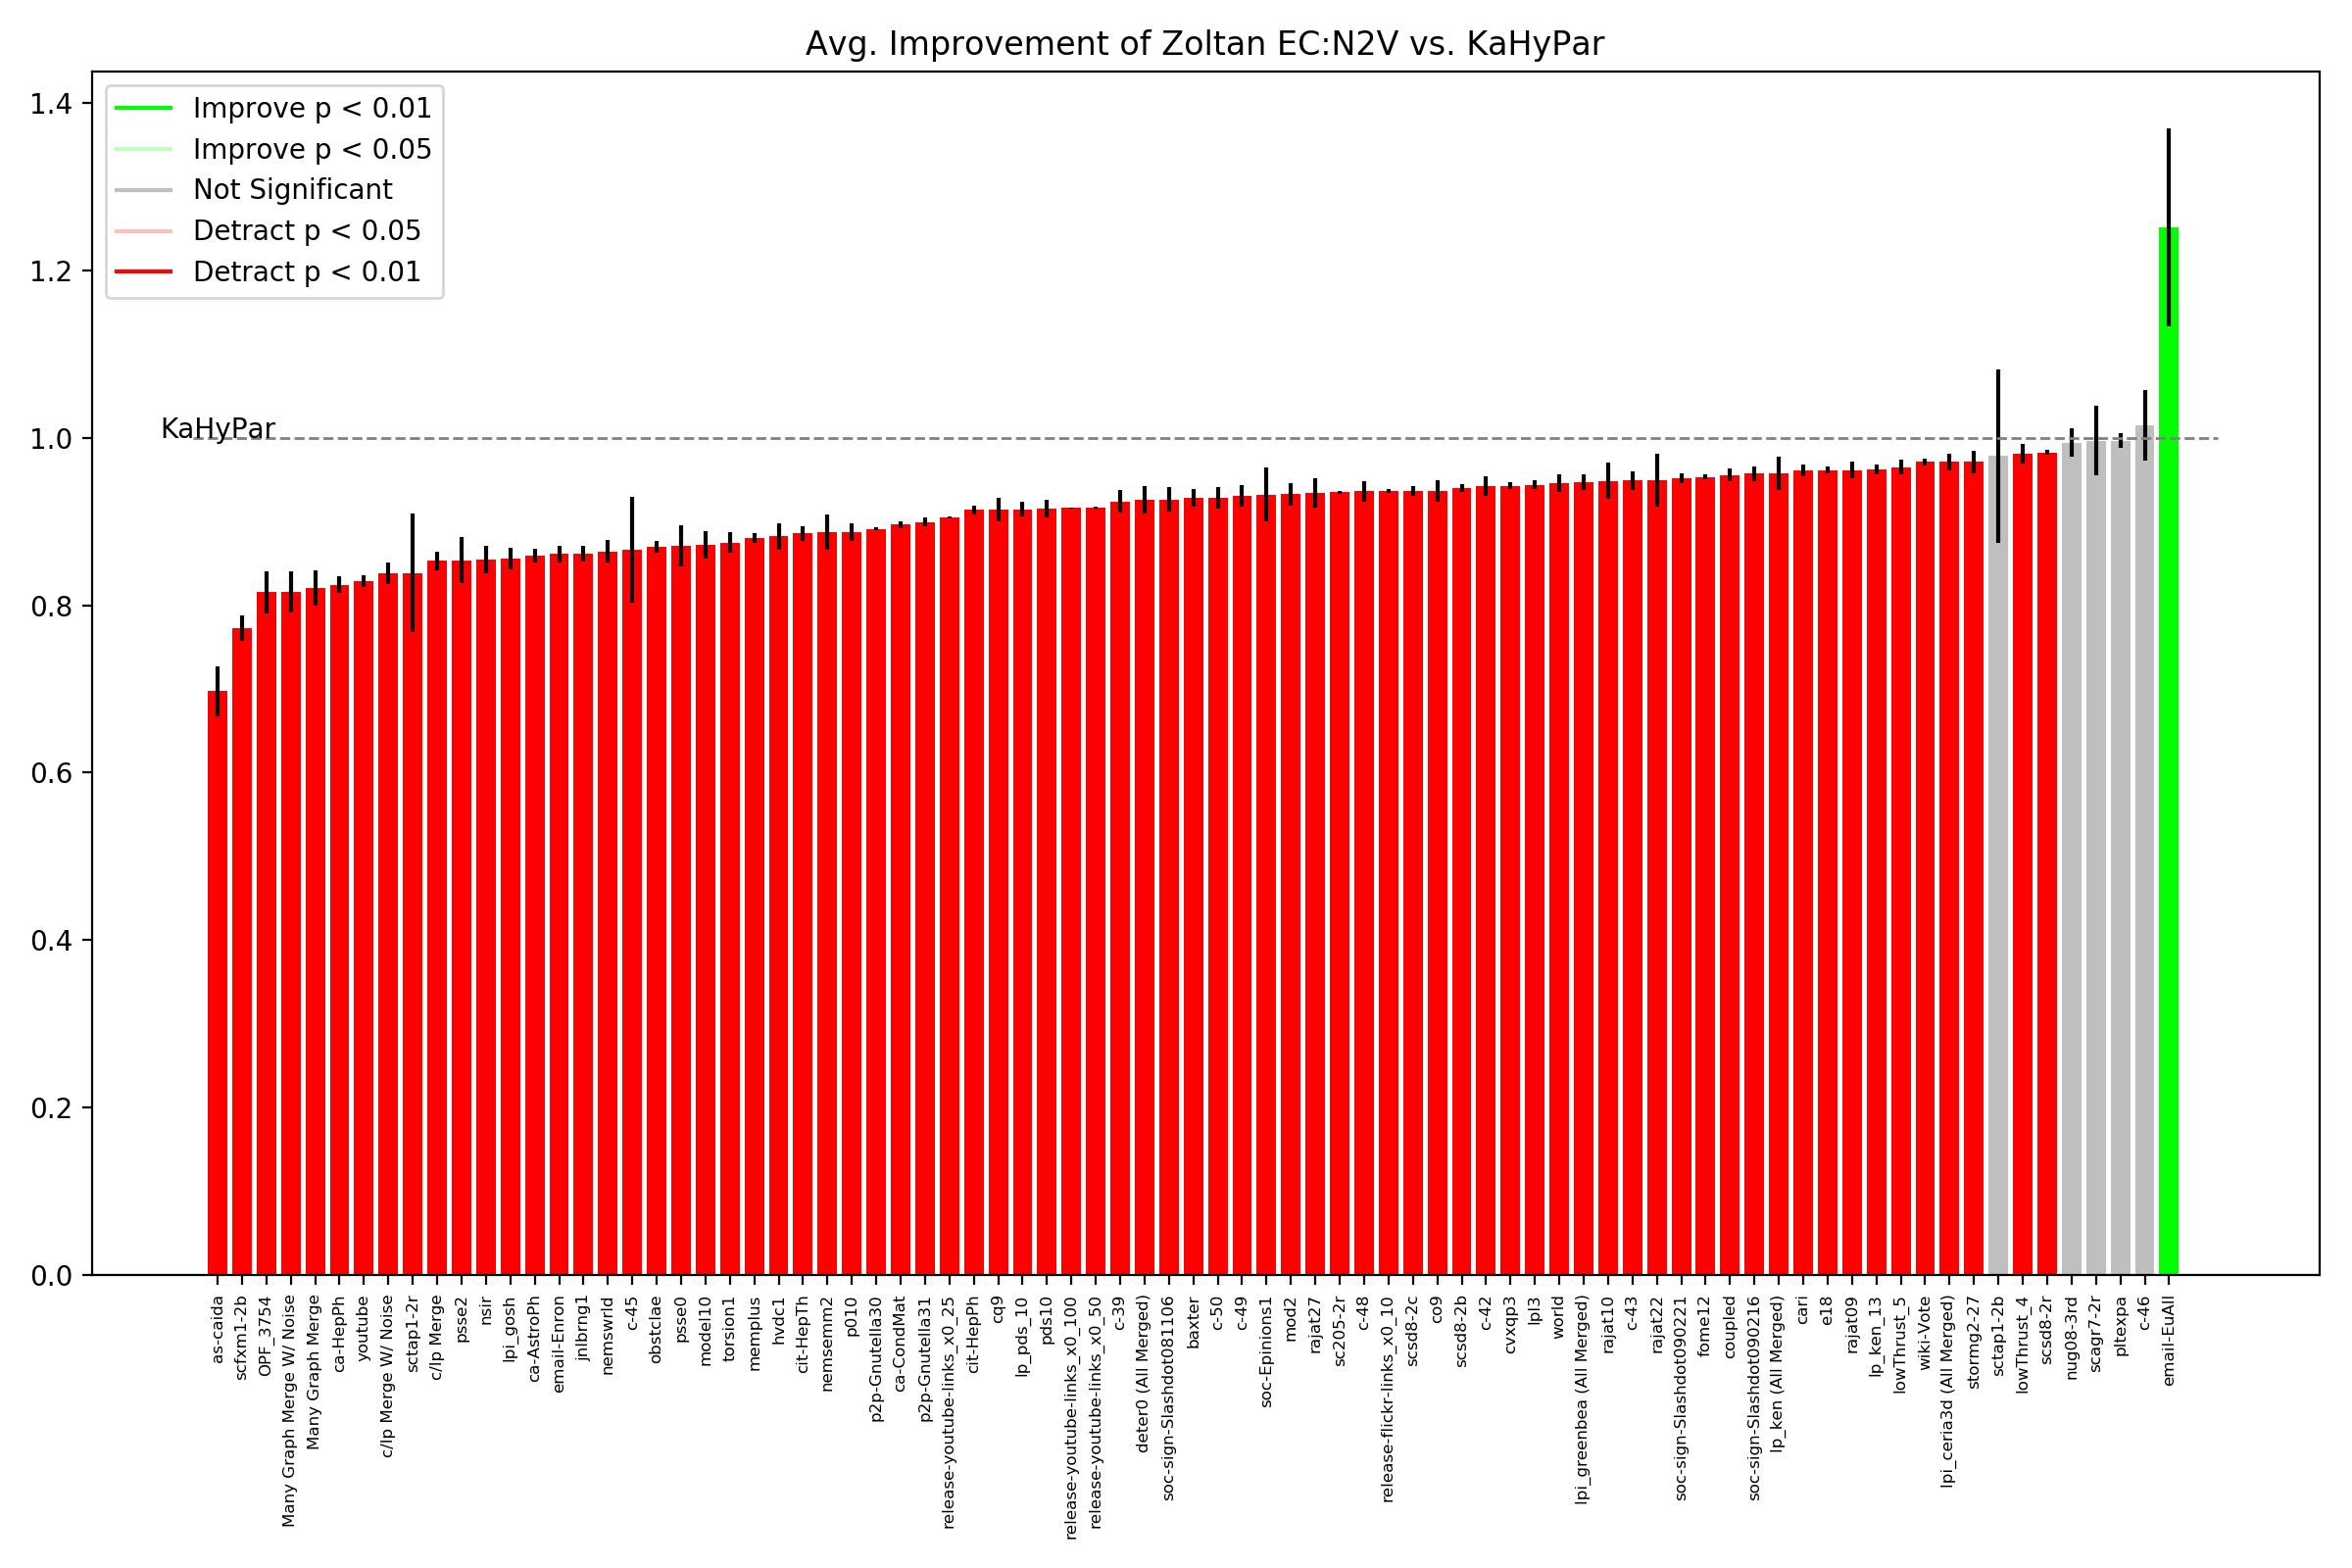 Avg. Improvement of Zoltan EC:N2V vs. KaHyPar
Improve p < 0.01
Improve p < 0.05
Not Significant
Detract p < 0.05
Detract p < 0.01
1.4
1.2
1.0
0.8
0.6
0.4
0.2
0.0
KaHyPar
as-caida
scfxm1-2b
OPF_3754
Many Graph Merge W/ Noise
Many Graph Merge
ca-HepPh
youtube
c/lp Merge W/ Noise
sctap1-2r
c/lp Merge
psse2
nsir
lpi_gosh
ca-AstroPh
email-Enron
jnlbrng1
nemswrld
c-45
obstclae
psse0
model10
torsion1
memplus
hvdc1
cit-HepTh
nemsemm2
p010
p2p-Gnutella30
ca-CondMat
p2p-Gnutella31
release-youtube-links_x0_25
cit-HepPh
cq9
lp_pds_10
pds10
release-youtube-links_x0_100
release-youtube-links_x0_50
c-39
deter0 (All Merged)
soc-sign-Slashdot081106
baxter
c-50
c-49
soc-Epinions1
mod2
rajat27
sc205-2r
c-48
release-flickr-links_x0_10
scsd8-2c
co9
scsd8-2b
c-42
cvxqp3
lpl3
world
lpi_greenbea (All Merged)
rajat10
c-43
rajat22
soc-sign-Slashdot090221
fome12
coupled
soc-sign-Slashdot090216
lp_ken (All Merged)
cari
e18
rajat09
lp_ken_13
lowThrust_5
wiki-Vote
lpi_ceria3d (All Merged)
stormg2-27
sctap1-2b
lowThrust_4
scsd8-2r
nug08-3rd
scagr7-2r
pltexpa
c-46
email-EuAll